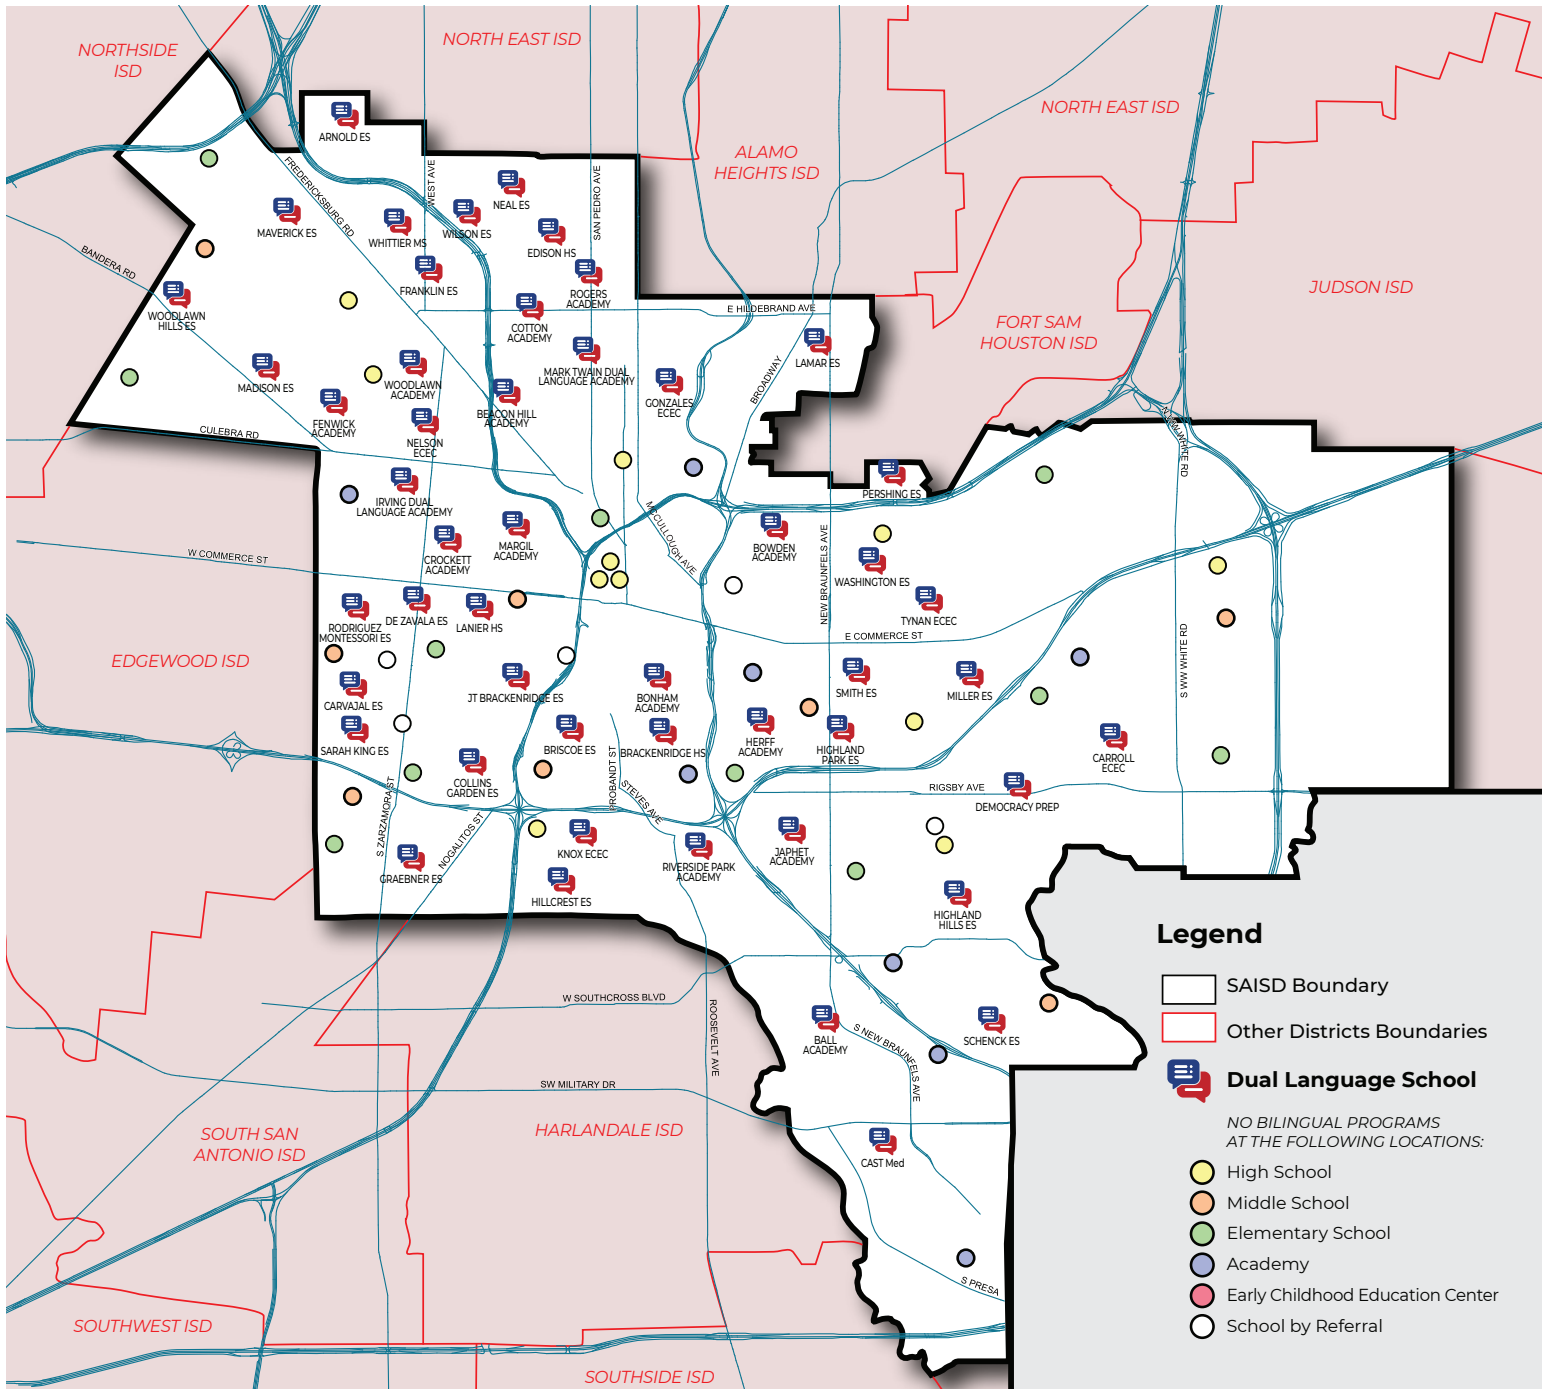 NORTHSIDE
ISD
NORTH EAST ISD
NORTH EAST ISD
ALAMO
HEIGHTS ISD
JUDSON ISD
FORT SAM
HOUSTON ISD
EDGEWOOD ISD
SOUTH SAN
ANTONIO ISD
HARLANDALE ISD
SOUTHWEST ISD
SOUTHSIDE ISD
ARNOLD ES
NEAL ES
MAVERICK ES
WHITTIER MS
WILSON ES
EDISON HS
FRANKLIN ES
ROGERS
ACADEMY
WOODLAWN
HILLS ES
COTTON
ACADEMY
LAMAR ES
MARK TWAIN DUAL
LANGUAGE ACADEMY
MADISON ES
WOODLAWN
ACADEMY
GONZALES
ECEC
BEACON HILL
ACADEMY
FENWICK
ACADEMY
NELSON
ECEC
PERSHING ES
IRVING DUAL
LANGUAGE ACADEMY
MARGIL
ACADEMY
BOWDEN
ACADEMY
CROCKETT
ACADEMY
WASHINGTON ES
TYNAN ECEC
RODRIGUEZ
MONTESSORI ES
DE ZAVALA ES
LANIER HS
CARVAJAL ES
JT BRACKENRIDGE ES
BONHAM
ACADEMY
SMITH ES
MILLER ES
SARAH KING ES
BRISCOE ES
BRACKENRIDGE HS
HERFF
ACADEMY
HIGHLAND
PARK ES
CARROLL
ECEC
COLLINS
GARDEN ES
DEMOCRACY PREP
GRAEBNER ES
KNOX ECEC
RIVERSIDE PARK
ACADEMY
JAPHET
ACADEMY
HILLCREST ES
HIGHLAND
HILLS ES
BALL
ACADEMY
SCHENCK ES
CAST Med
FREDERICKSBURG RD
WEST AVE
SAN PEDRO AVE
BANDERA RD
E HILDEBRAND AVE
BROADWAY
CULEBRA RD
N WW WHITE RD
MCCULLOUGH AVE
W COMMERCE ST
NEW BRAUNFELS AVE
E COMMERCE ST
S WW WHITE RD
PROBANDT ST
STEVES AVE
RIGSBY AVE
S ZARZAMORA ST
NOGALITOS ST
W SOUTHCROSS BLVD
ROOSEVELT AVE
S NEW BRAUNFELS AVE
SW MILITARY DR
S PRESA
Legend
SAISD Boundary
Other Districts Boundaries
Dual Language School
NO BILINGUAL PROGRAMS
AT THE FOLLOWING LOCATIONS:
High School
Middle School
Elementary School
Academy
Early Childhood Education Center
School by Referral